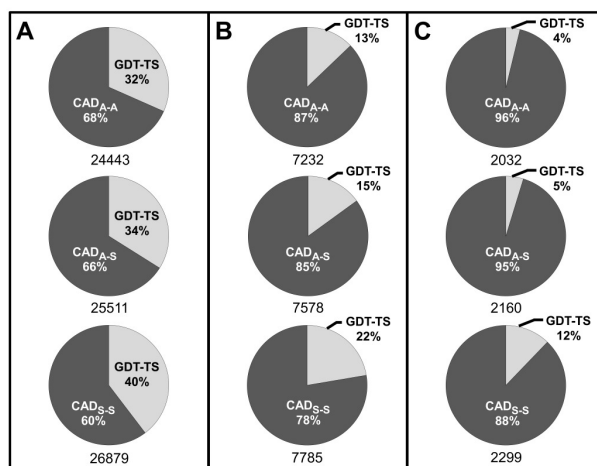 A
GDT-TS
32%
CADA-A
68%
24443
GDT-TS
34%
CADA-S
66%
25511
GDT-TS
40%
CADS-S
60%
26879
B
GDT-TS
13%
CADA-A
87%
7232
GDT-TS
15%
CADA-S
85%
7578
GDT-TS
22%
CADS-S
78%
7785
C
GDT-TS
4%
CADA-A
96%
2032
GDT-TS
5%
CADA-S
95%
2160
GDT-TS
12%
CADS-S
88%
2299